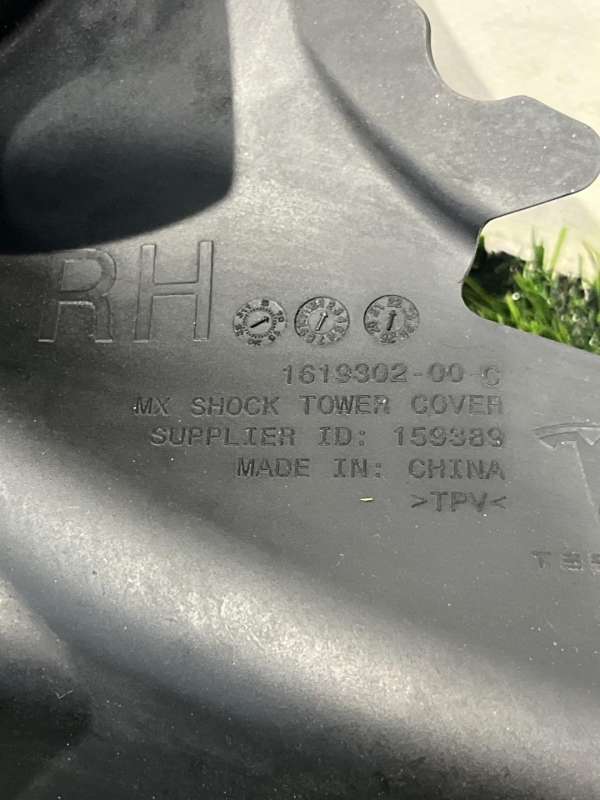 RH
1619302-00-C
MX SHOCK TOWER COVER
SUPPLIER ID: 159389
MADE IN: CHINA
>TPV<